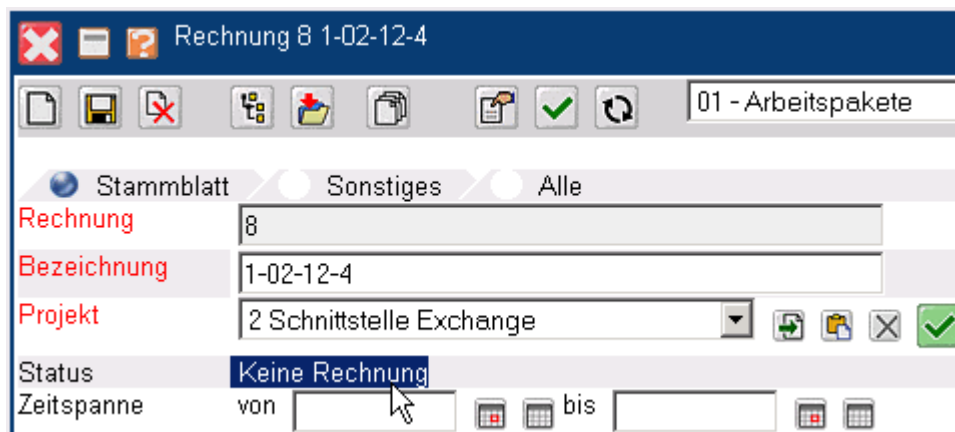 Rechnung 8 1-02-12-4
01 - Arbeitspakete
Stammblatt Sonstiges Alle
Rechnung 8
Bezeichnung 1-02-12-4
Projekt 2 Schnittstelle Exchange
Status Keine Rechnung
Zeitspanne von bis